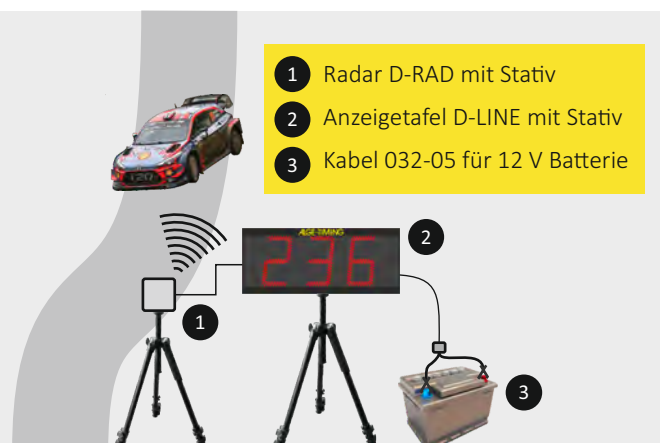 1 Radar D-RAD mit Stativ
2 Anzeigetafel D-LINE mit Stativ
3 Kabel 032-05 für 12 V Batterie
ALGE-TIMING
236
2
1
3